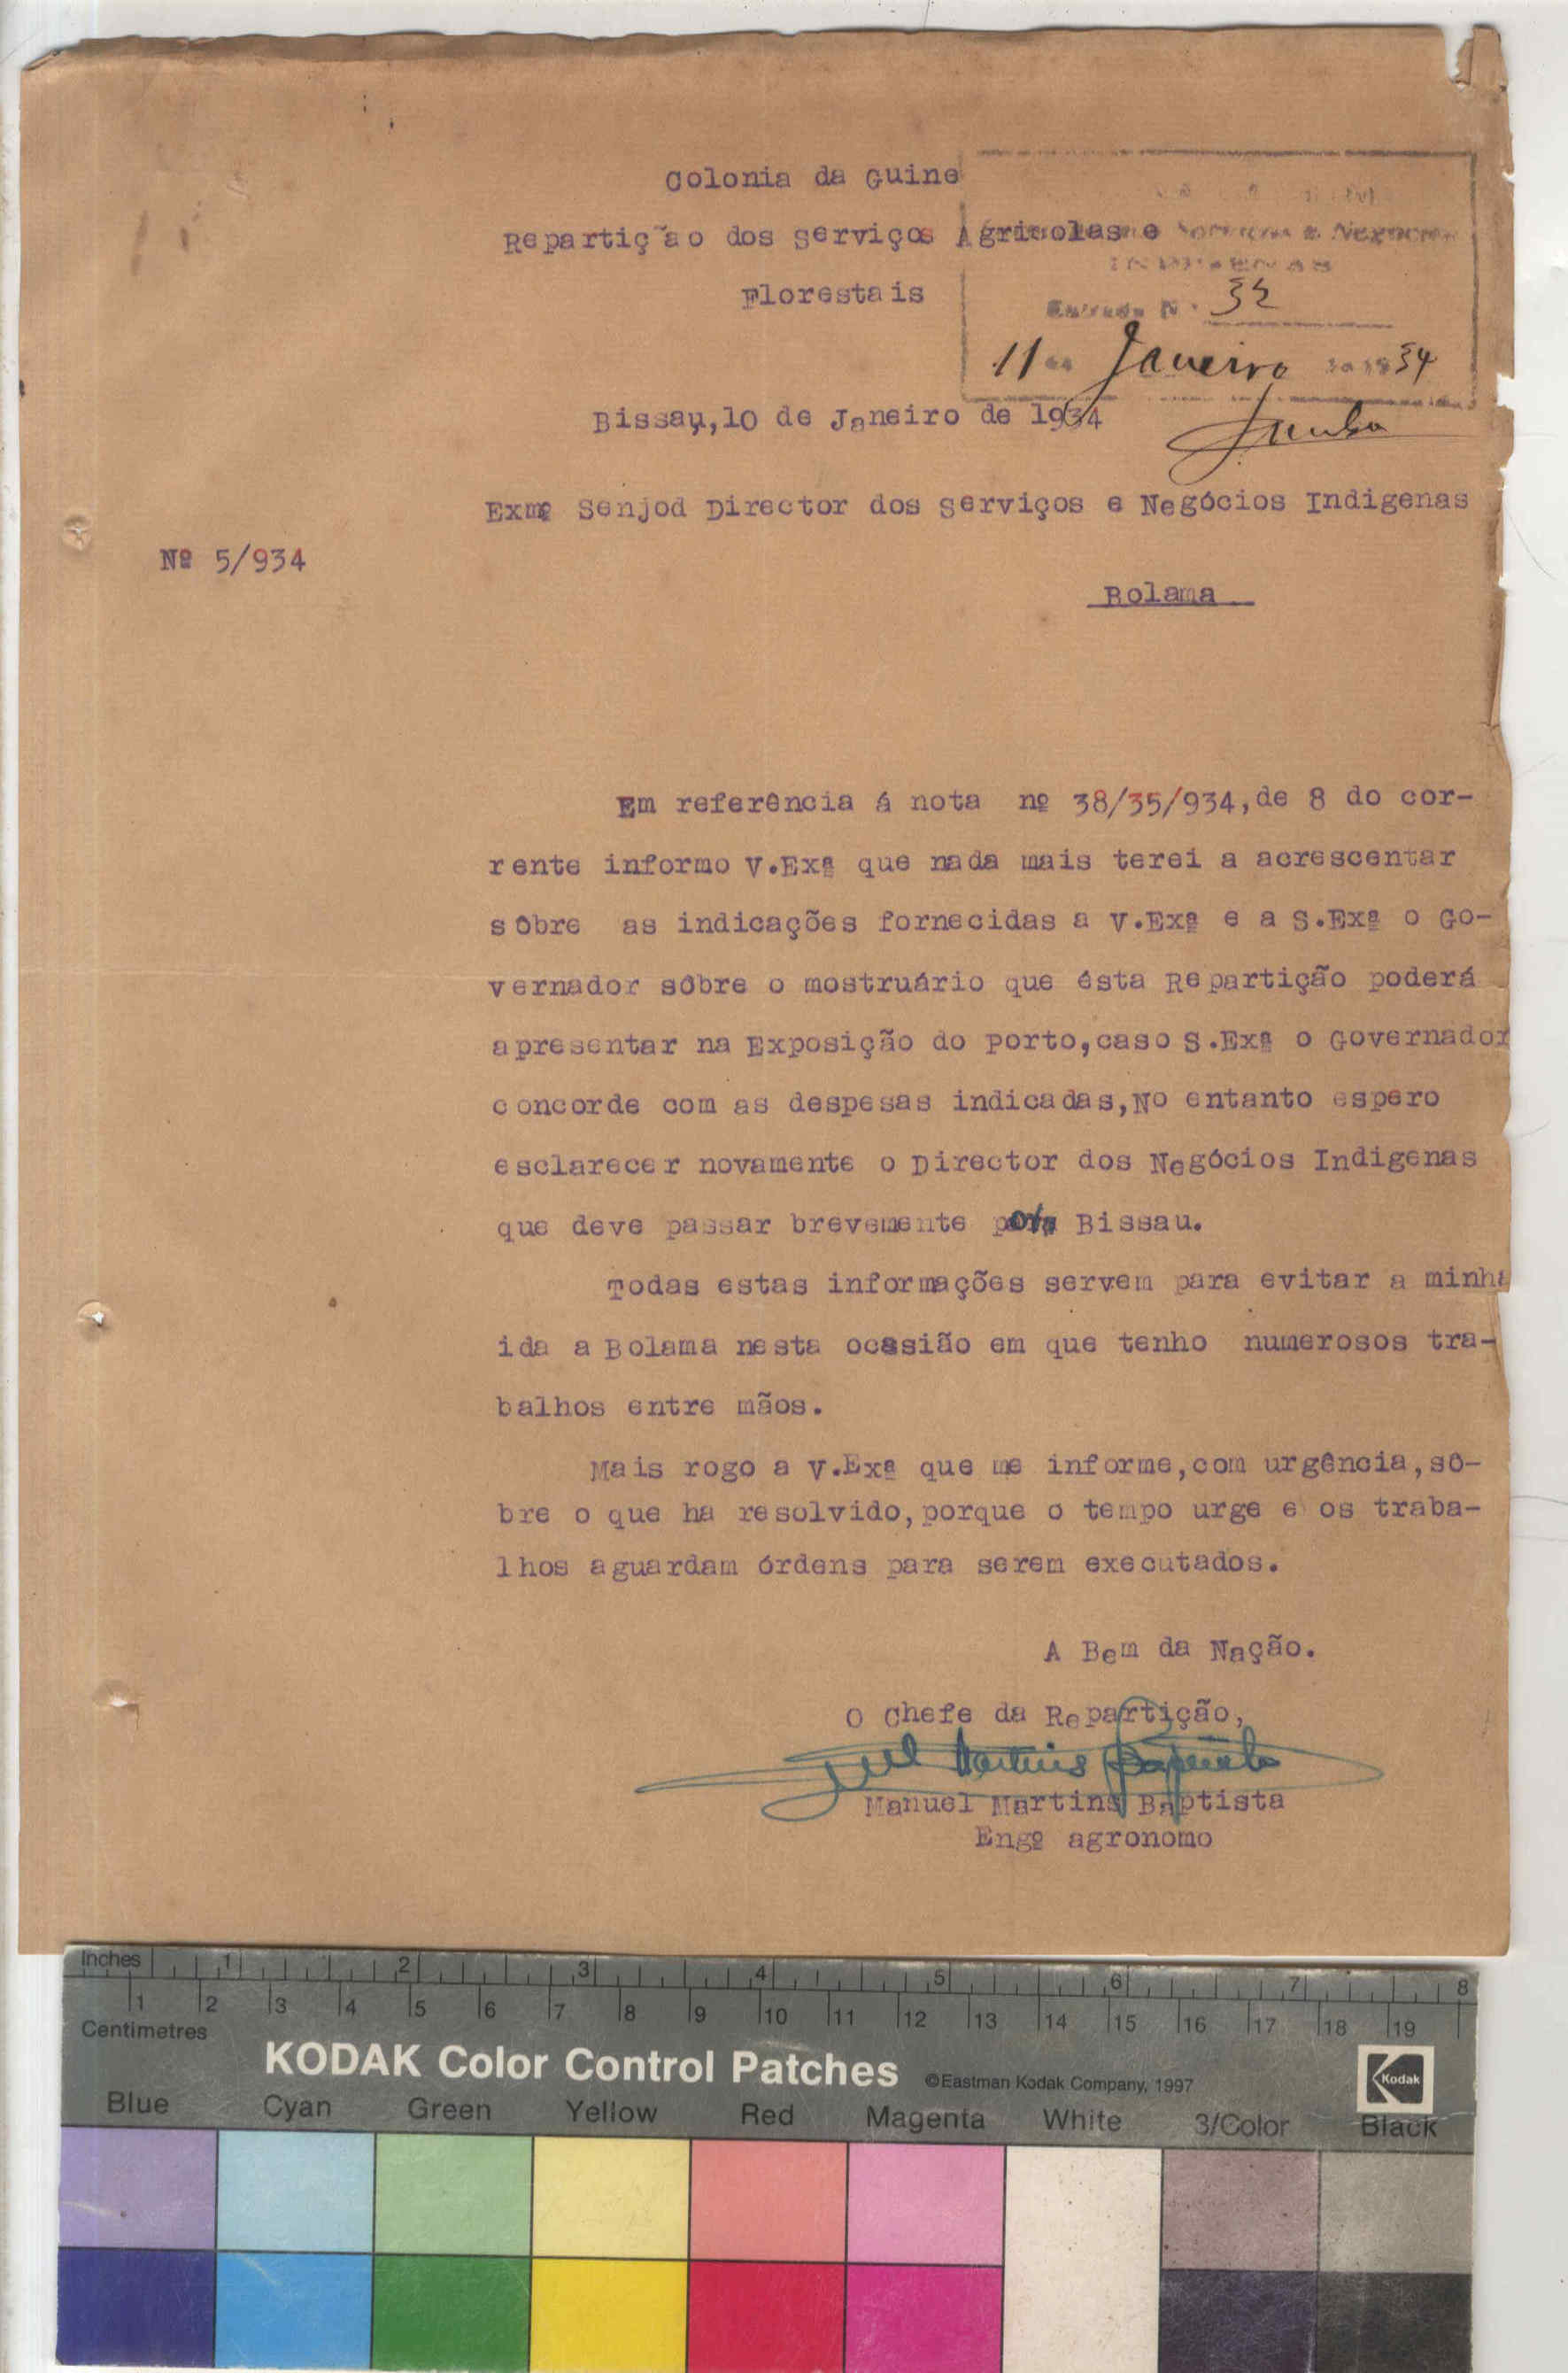 Colonia da Guine
Repartição dos Serviços Agricolas e
Serviços e Negocios
INDIGENAS
Florestais
Entrada N.º 32
11 de Janeiro de 1934
Bissau,10 de Janeiro de 1934
Exmº Senjod Director dos Serviços e Negócios Indigenas
Nº 5/934
Bolama
Em referência á nota nº 38/35/934,de 8 do cor-
rente informo V.Exª que nada mais terei a acrescentar
sôbre as indicações fornecidas a V.Exª e a S.Exª o Go-
vernador sôbre o mostruário que ésta Repartição poderá
apresentar na Exposição do Porto,caso S.Exª o Governador
concorde com as despesas indicadas,No entanto espero
esclarecer novamente o Director dos Negócios Indigenas
que deve passar brevemente por Bissau.
Todas estas informações servem para evitar a minha
ida a Bolama nesta ocasião em que tenho numerosos tra-
balhos entre mãos.
Mais rogo a V.Exª que me informe,com urgência,sô-
bre o que ha resolvido,porque o tempo urge e os traba-
lhos aguardam órdens para serem executados.
A Bem da Nação.
O Chefe da Repartição,
Martins Baptista
Manuel Martins Baptista
Engº agronomo
Inches 1 2 3 4 5 6 7 8
1 2 3 4 5 6 7 8 9 10 11 12 13 14 15 16 17 18 19
Centimetres
KODAK Color Control Patches ©Eastman Kodak Company, 1997 Kodak
Blue Cyan Green Yellow Red Magenta White 3/Color Black